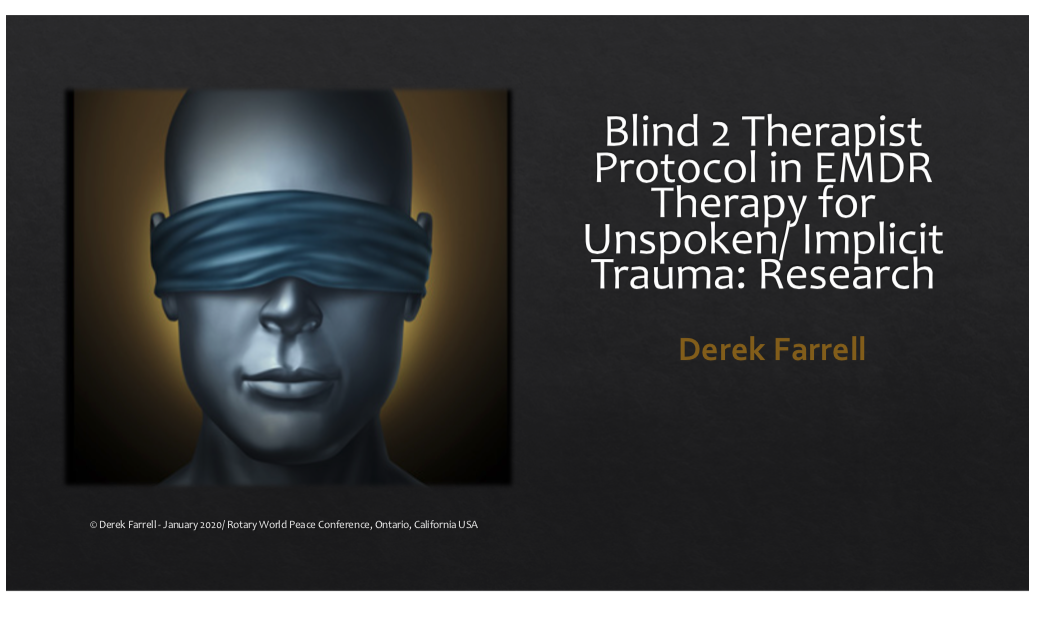 Blind 2 Therapist
Protocol in EMDR
Therapy for
Unspoken/ Implicit
Trauma: Research
Derek Farrell
© Derek Farrell - January 2020/ Rotary World Peace Conference, Ontario, California USA